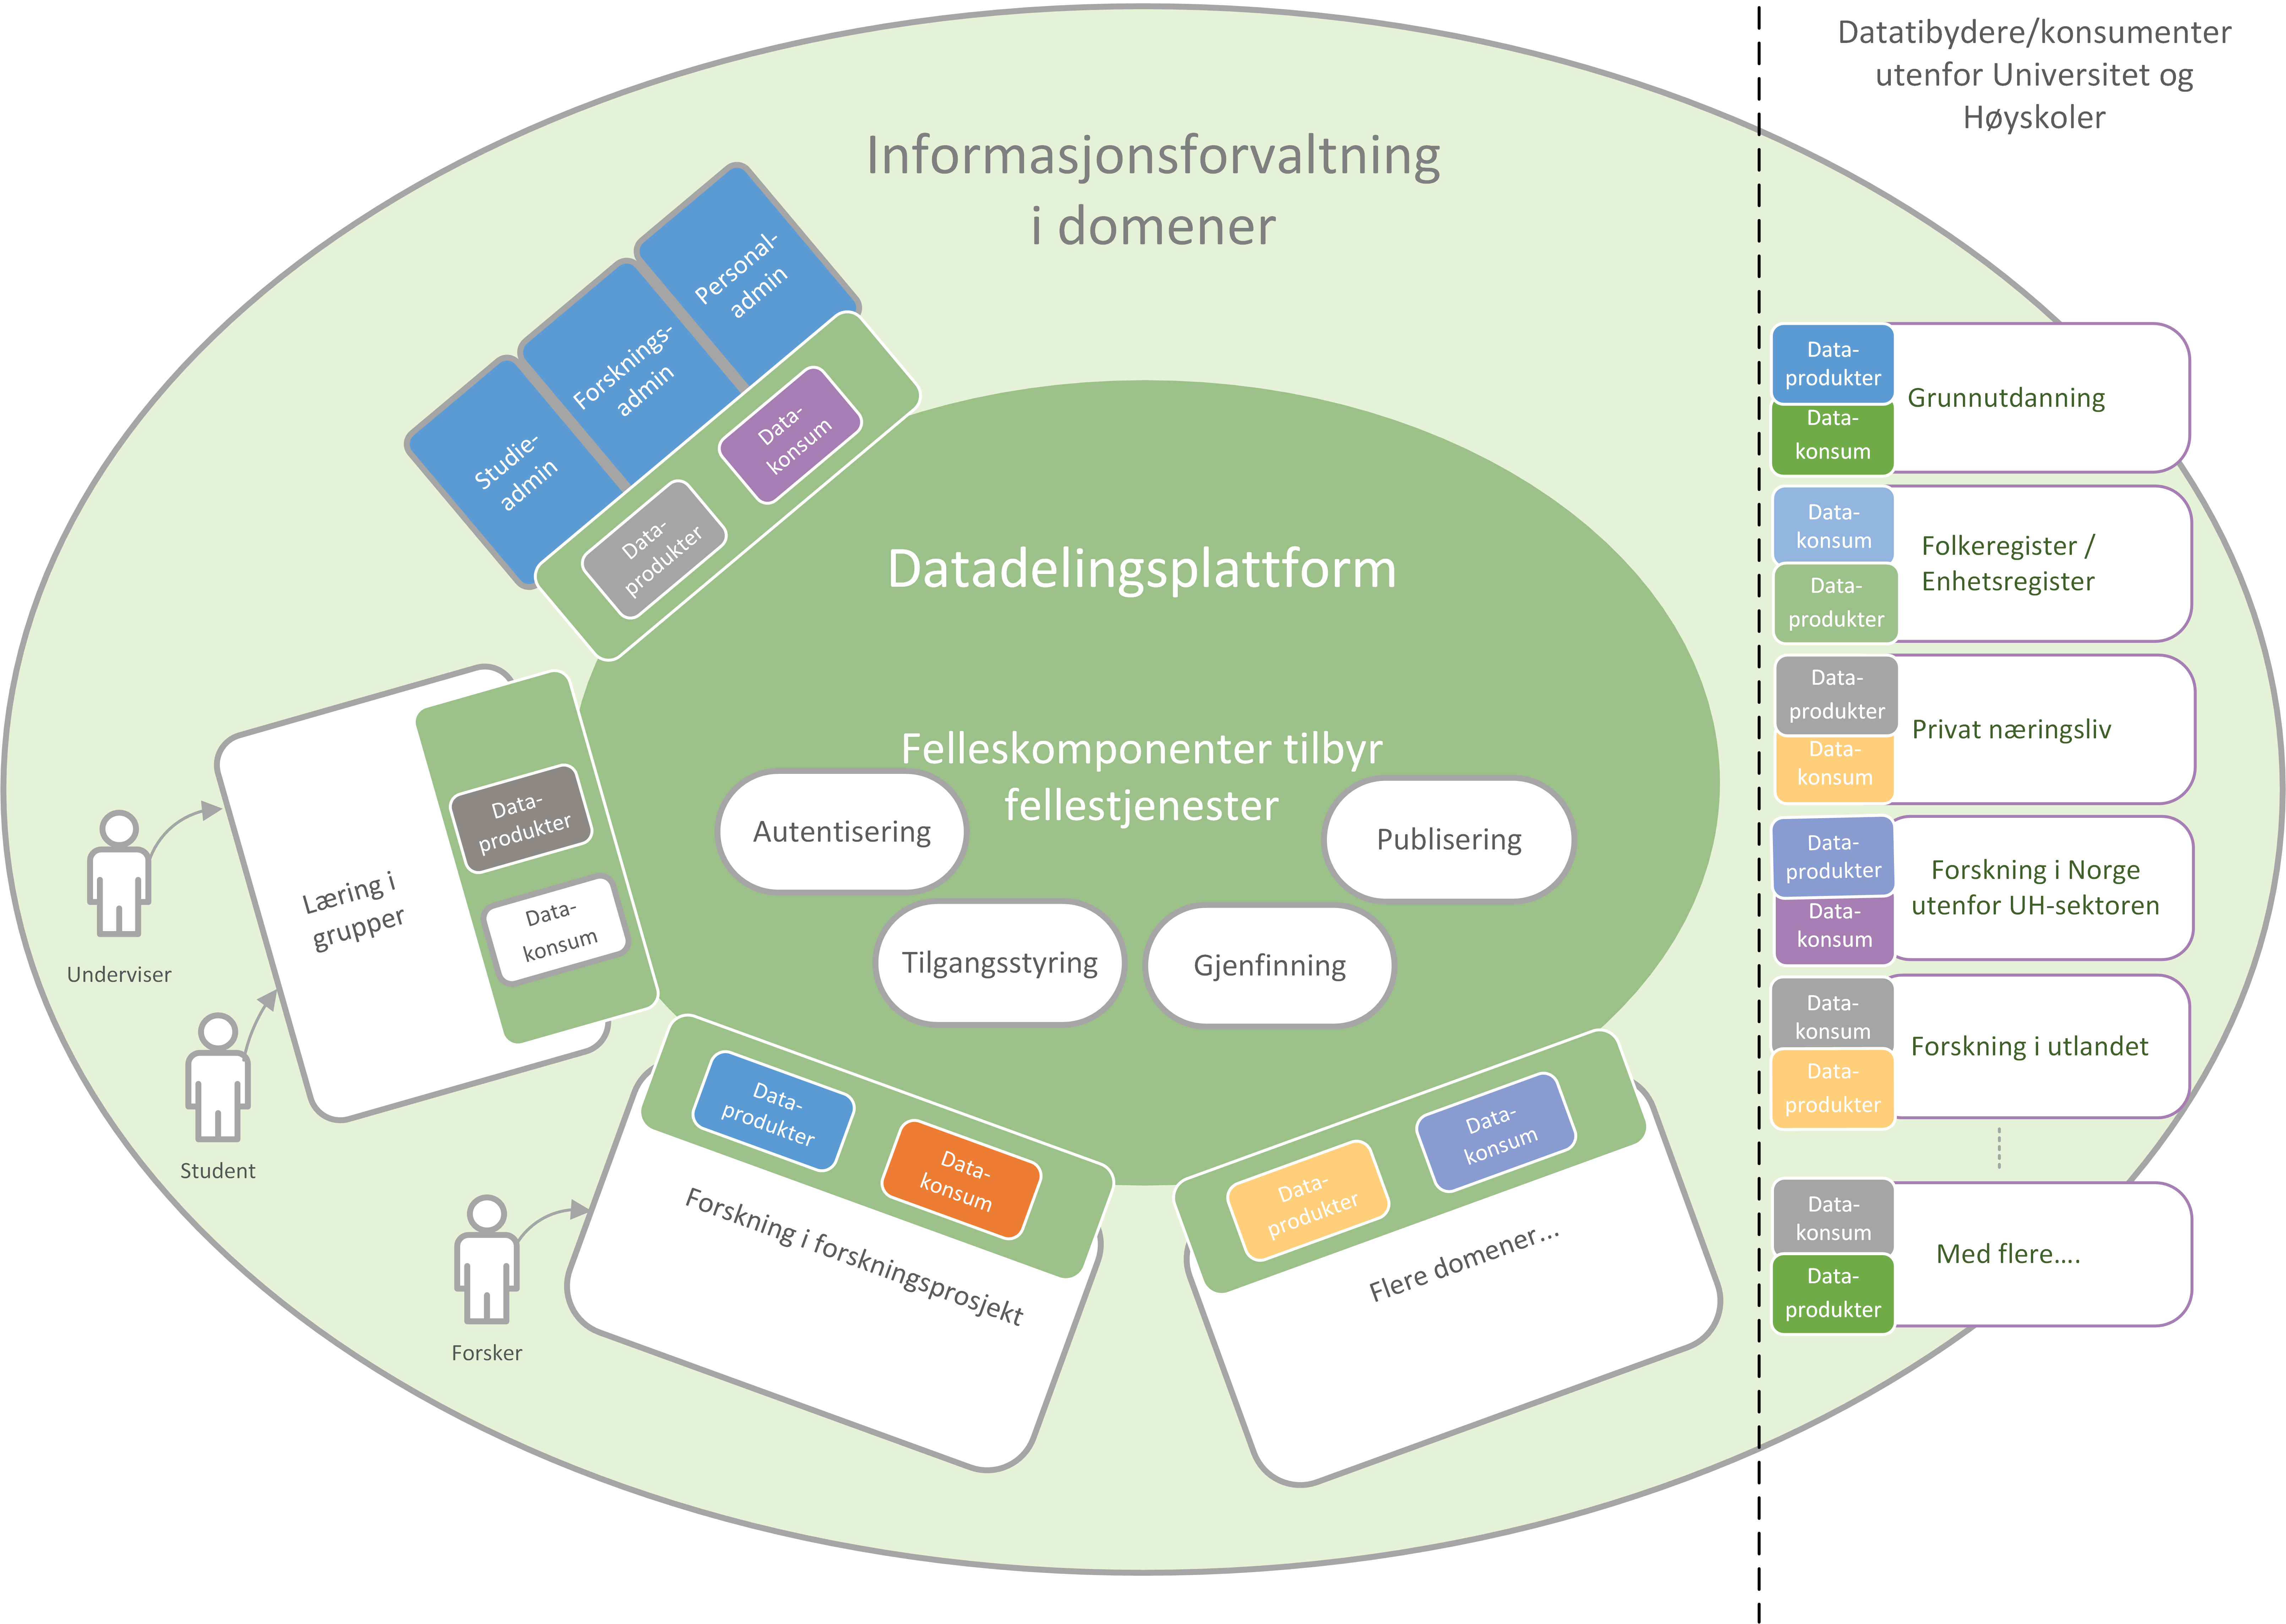 Datatibydere/konsumenter
utenfor Universitet og
Høyskoler
Informasjonsforvaltning
i domener
Personal-
admin
Forsknings-
admin
Studie-
admin
Data-
konsum
Data-
produkter
Datadelingsplattform
Felleskomponenter tilbyr
fellestjenester
Autentisering
Publisering
Tilgangsstyring
Gjenfinning
Læring i
grupper
Data-
produkter
Data-
konsum
Underviser
Student
Forsker
Data-
produkter
Data-
konsum
Forskning i forskningsprosjekt
Data-
produkter
Data-
konsum
Flere domener...
Data-
produkter
Data-
konsum
Grunnutdanning
Data-
konsum
Data-
produkter
Folkeregister /
Enhetsregister
Data-
produkter
Data-
konsum
Privat næringsliv
Data-
produkter
Data-
konsum
Forskning i Norge
utenfor UH-sektoren
Data-
konsum
Data-
produkter
Forskning i utlandet
Data-
konsum
Data-
produkter
Med flere....